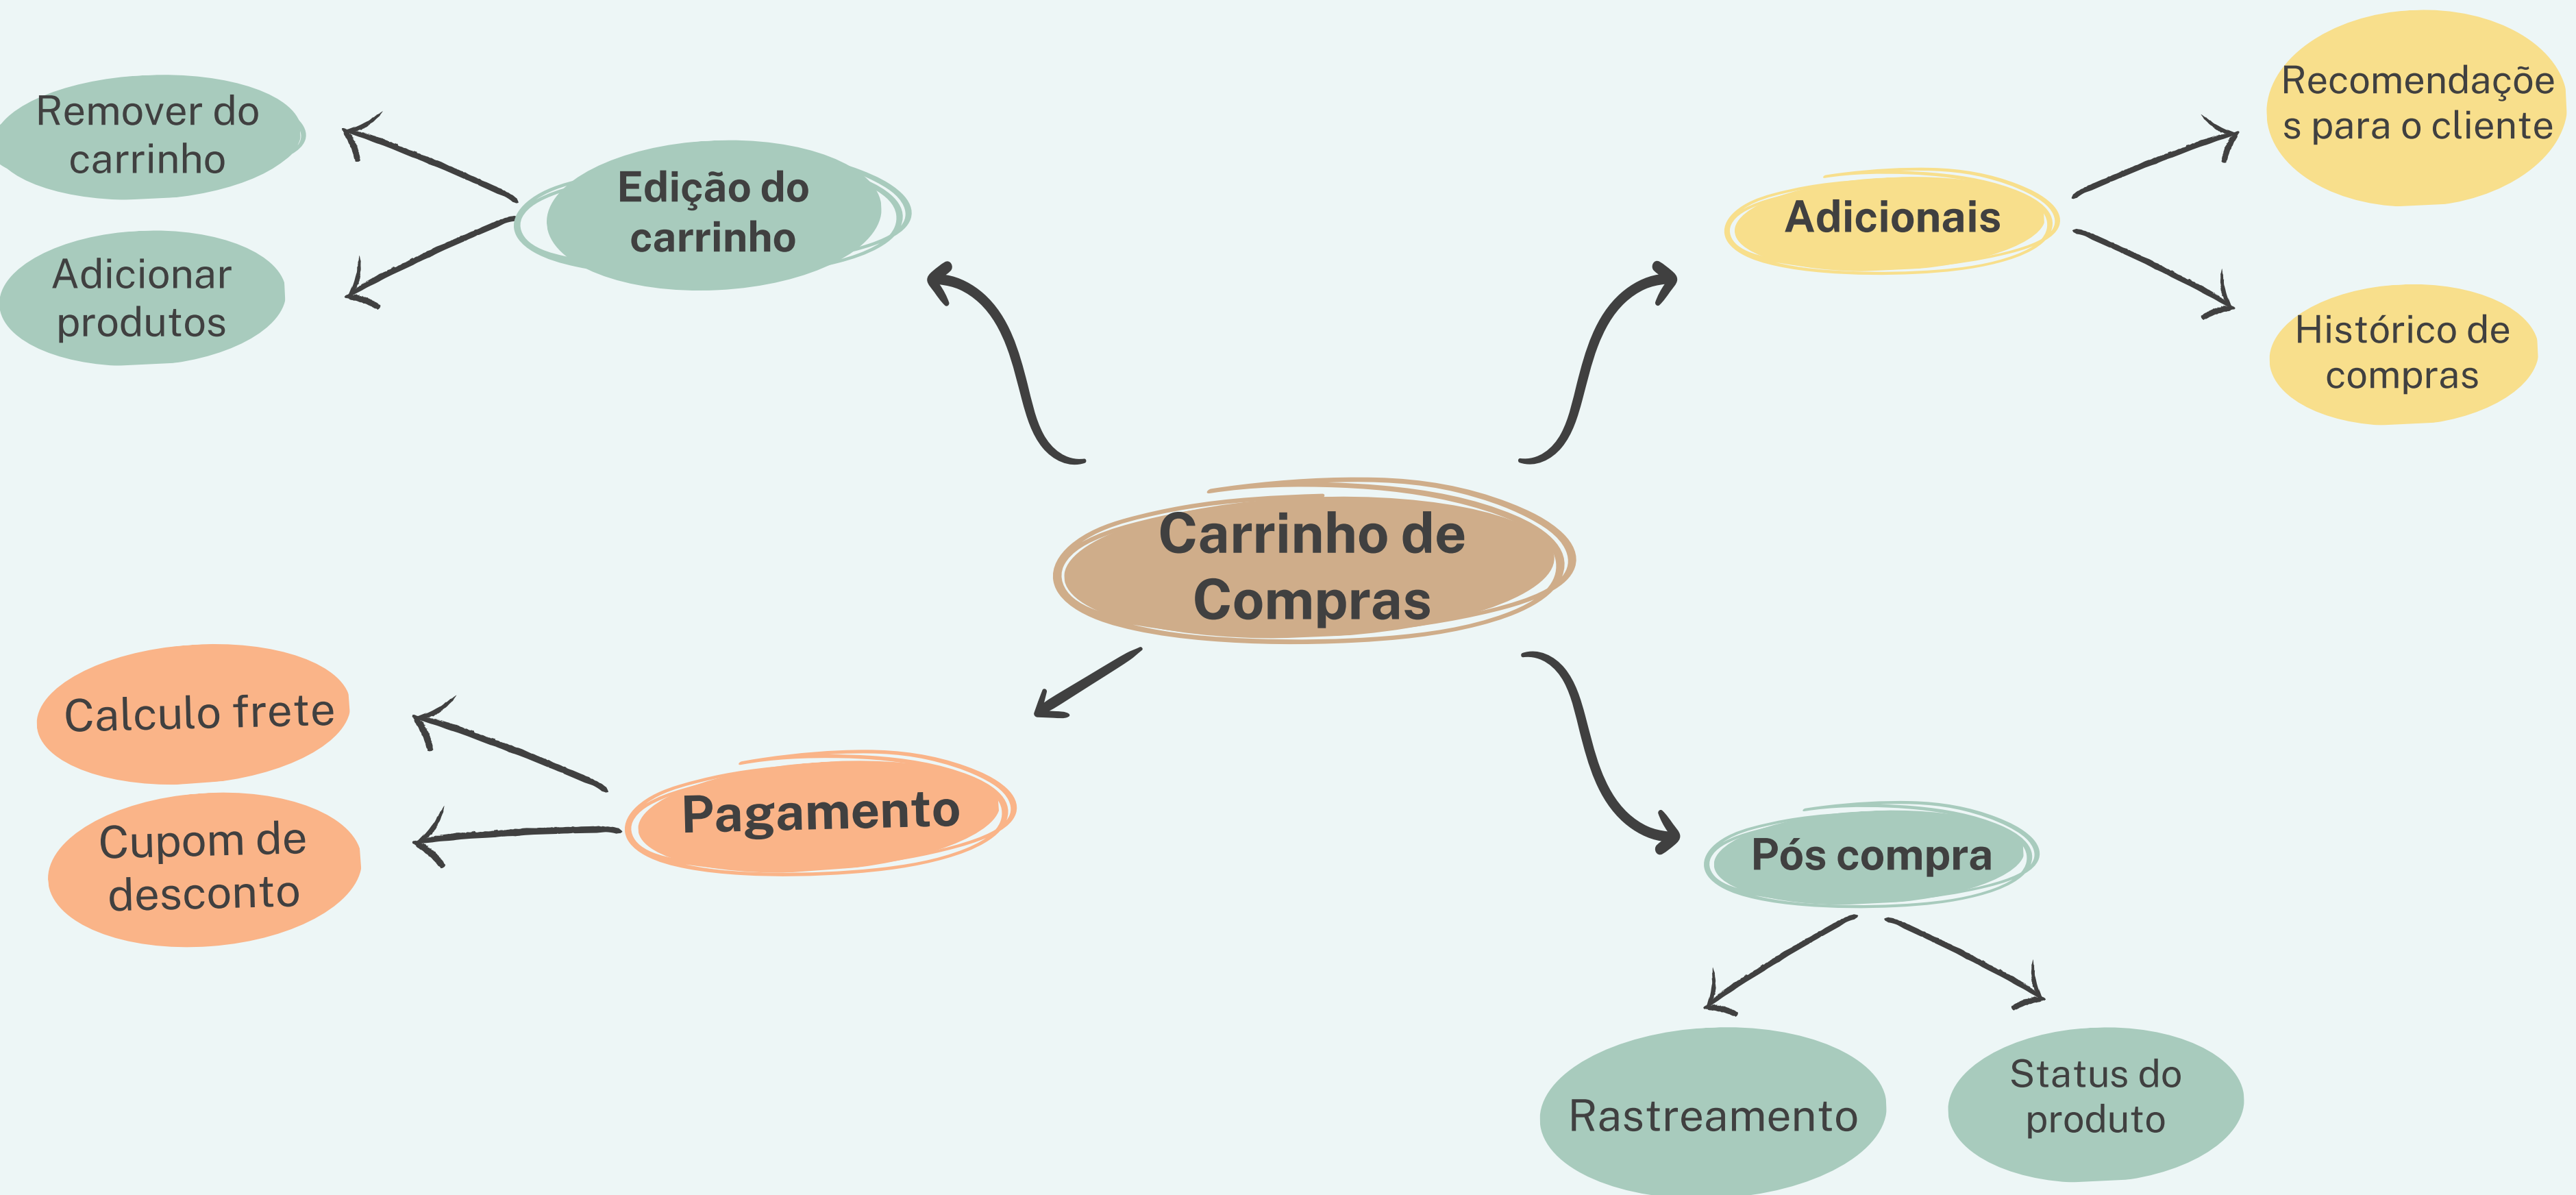 Remover do
carrinho
Adicionar
produtos
Edição do
carrinho
Adicionais
Recomendaçõe
s para o cliente
Histórico de
compras
Carrinho de
Compras
Calculo frete
Cupom de
desconto
Pagamento
Pós compra
Rastreamento
Status do
produto